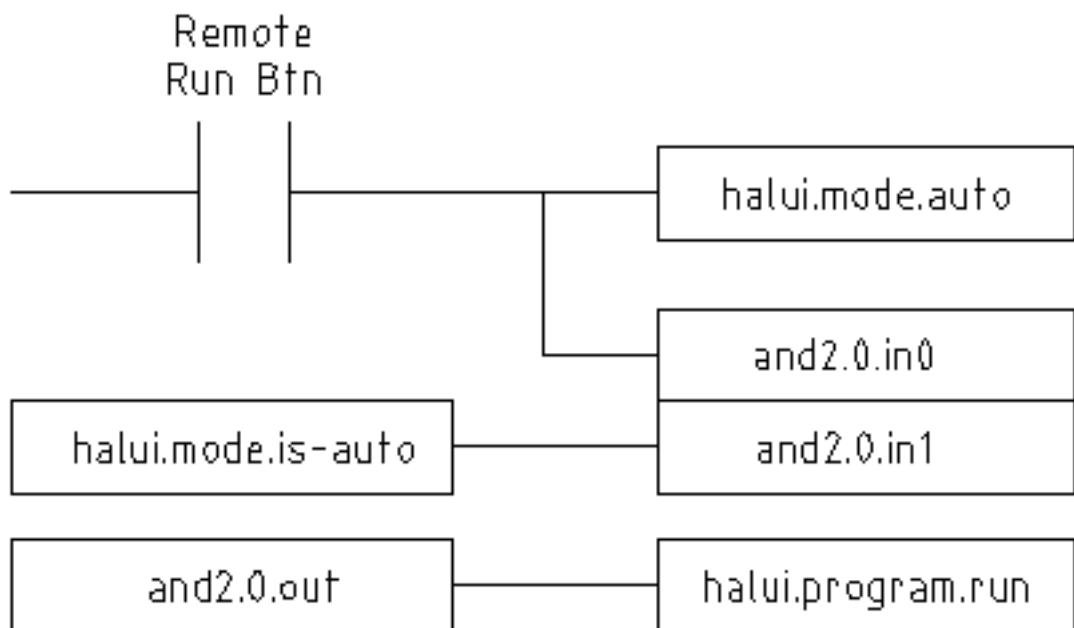 Remote
Run Btn
halui.mode.auto
and2.0.in0
halui.mode.is-auto
and2.0.in1
and2.0.out
halui.program.run